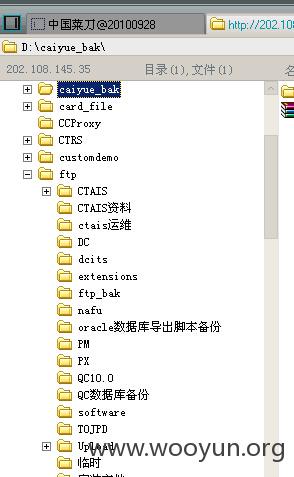 中国菜刀@20100928
http://202.10
D:\caiyue_bak\
202.108.145.35 目录(1),文件(1)
caiyue_bak
card_file
CCProxy
CTRS
customdemo
ftp
CTAIS
CTAIS资料
ctais运维
DC
dcits
extensions
ftp_bak
nafu
oracle数据库导出脚本备份
PM
PX
QC10.0
QC数据库备份
software
TOJPD
Upload
www.wooyun.org
临时